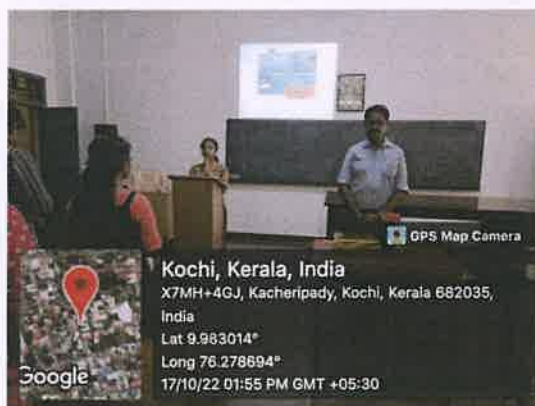 GPS Map Camera
Kochi, Kerala, India
X7MH+4GJ, Kacheripady, Kochi, Kerala 682035,
India
Lat 9.983014°
Long 76.278694°
17/10/22 01:55 PM GMT +05:30
Google